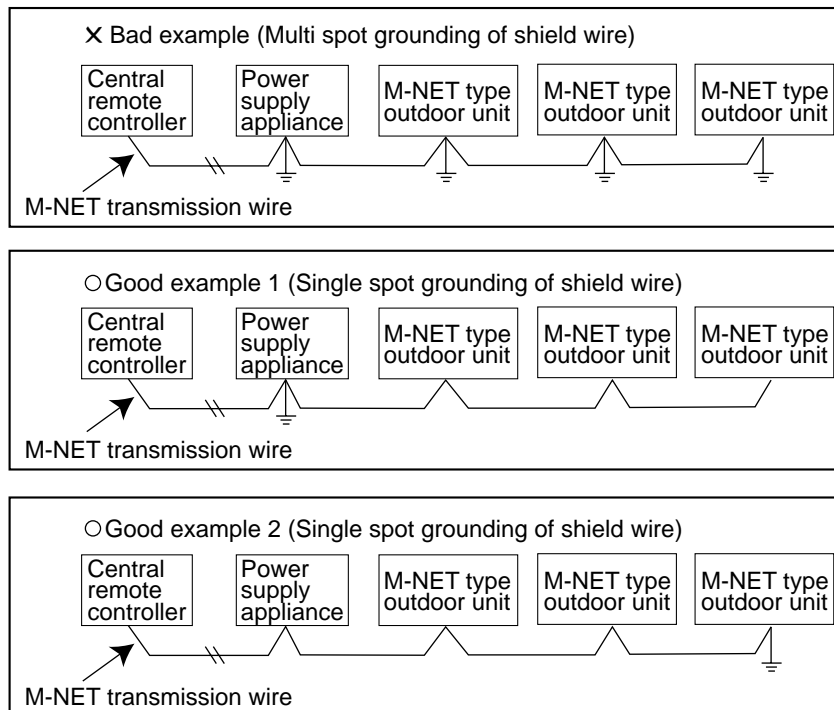 × Bad example (Multi spot grounding of shield wire)
Central
remote
controller
Power
supply
appliance
M-NET type
outdoor unit
M-NET type
outdoor unit
M-NET type
outdoor unit
M-NET transmission wire
○ Good example 1 (Single spot grounding of shield wire)
Central
remote
controller
Power
supply
appliance
M-NET type
outdoor unit
M-NET type
outdoor unit
M-NET type
outdoor unit
M-NET transmission wire
○ Good example 2 (Single spot grounding of shield wire)
Central
remote
controller
Power
supply
appliance
M-NET type
outdoor unit
M-NET type
outdoor unit
M-NET type
outdoor unit
M-NET transmission wire